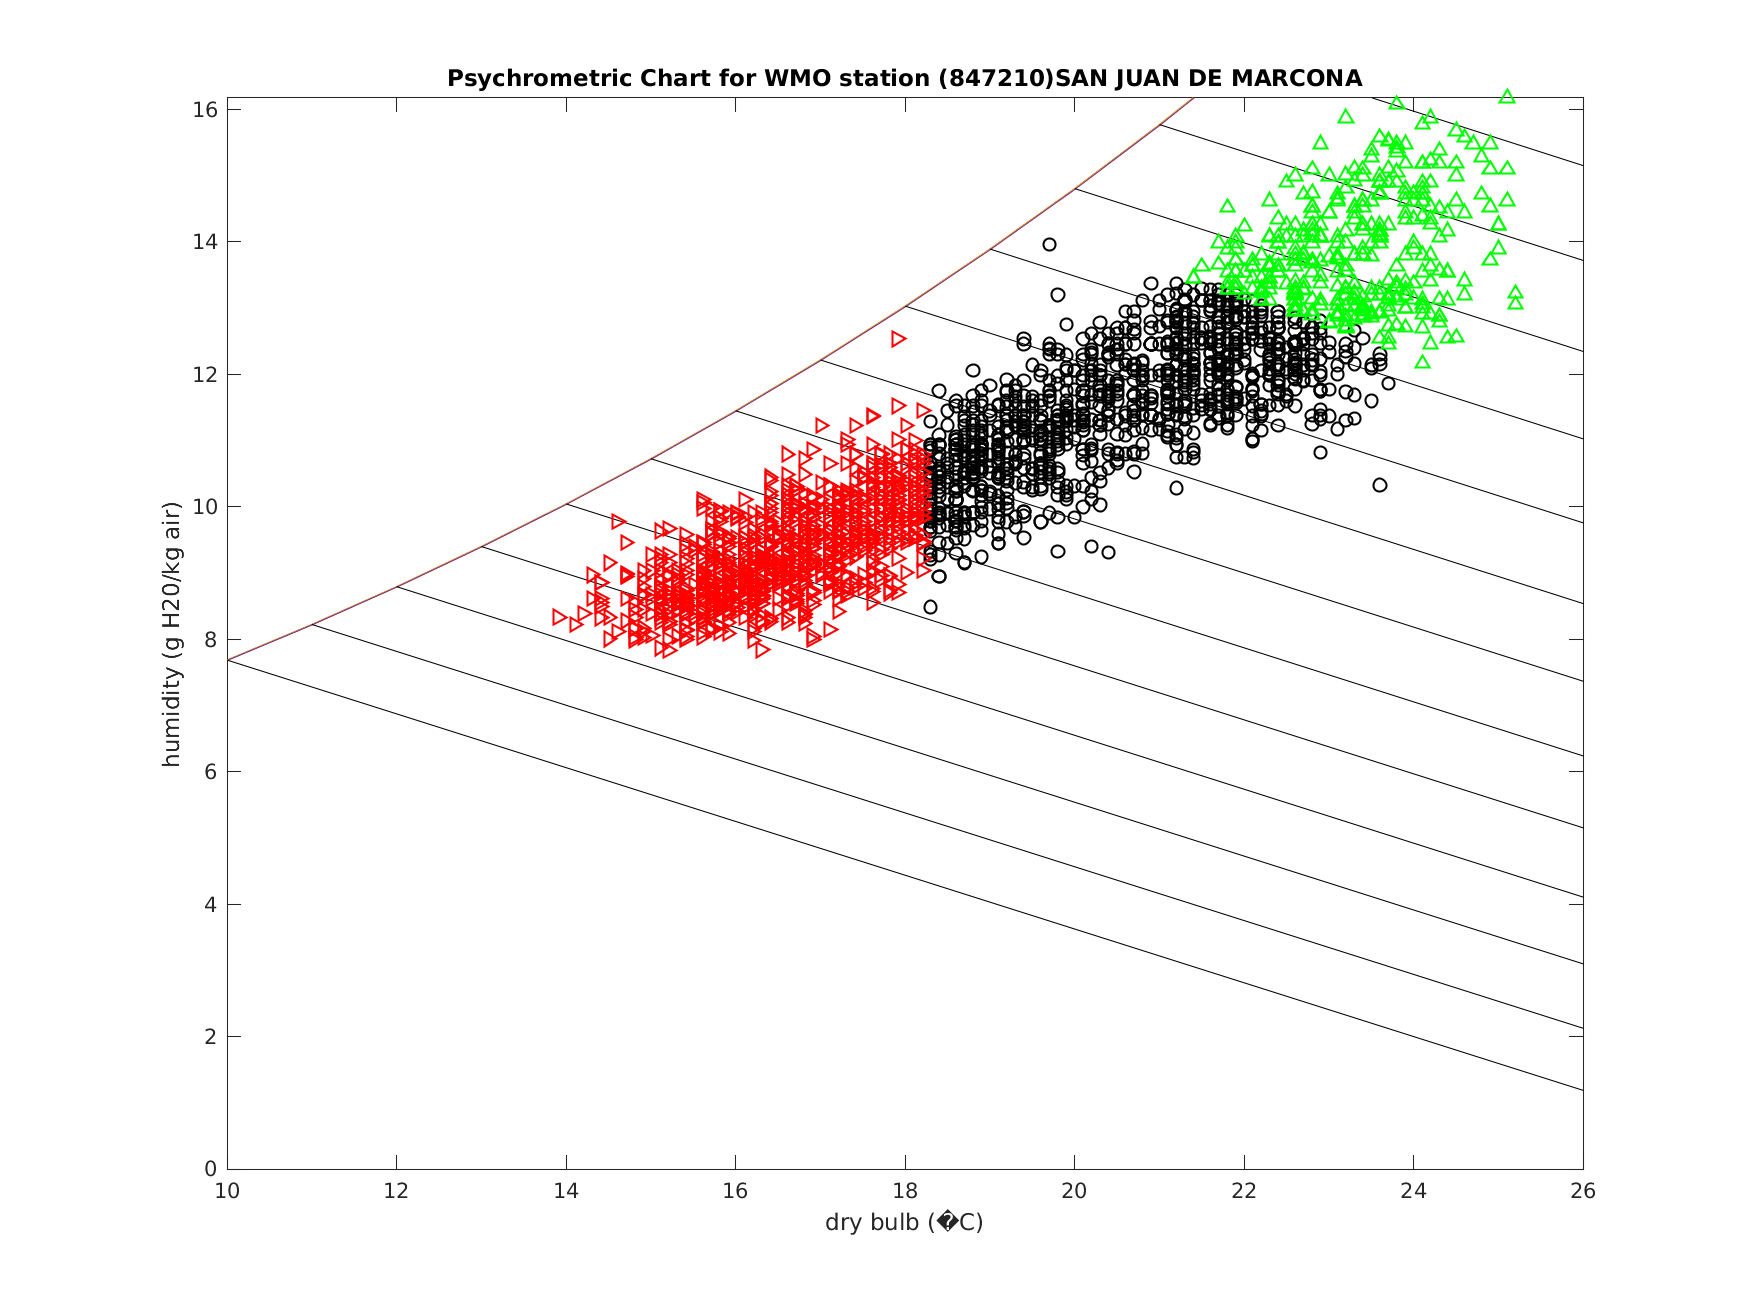 Psychrometric Chart for WMO station (847210)SAN JUAN DE MARCONA
16
14
12
10
8
6
4
2
0
humidity (g H20/kg air)
10 12 14 16 18 20 22 24 26
dry bulb (�C)